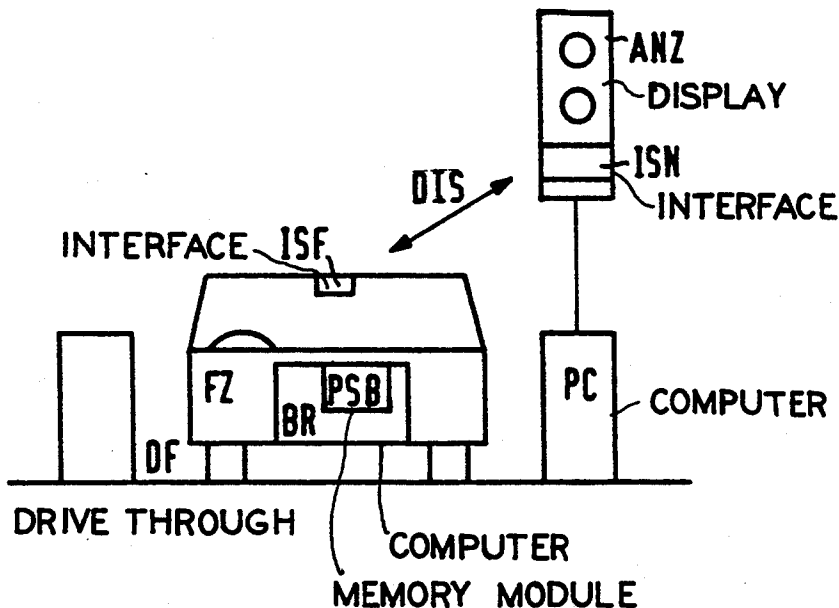 ANZ
DISPLAY
ISN
INTERFACE
DIS
INTERFACE ISF
FZ
BR
PSB
PC
COMPUTER
DF
DRIVE THROUGH
COMPUTER
MEMORY MODULE